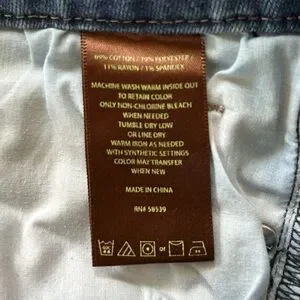 69% COTTON / 19% POLYESTER /
11% RAYON / 1% SPANDEX
MACHINE WASH WARM INSIDE OUT
TO RETAIN COLOR
ONLY NON-CHLORINE BLEACH
WHEN NEEDED
TUMBLE DRY LOW
OR LINE DRY
WARM IRON AS NEEDED
WITH SYNTHETIC SETTINGS
COLOR MAY TRANSFER
WHEN NEW
MADE IN CHINA
RN# 58539
or